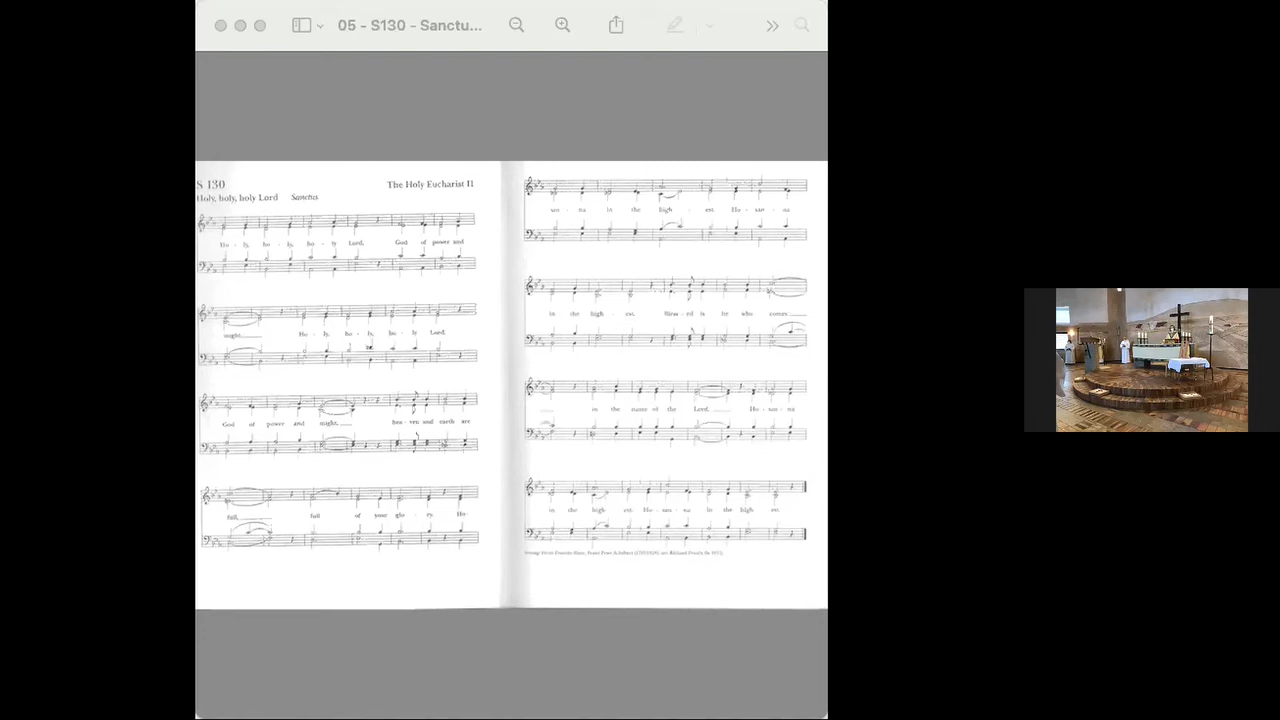 05 - S130 - Sanctu...
S 130
The Holy Eucharist II
Holy, holy, holy Lord Sanctus
Ho - ly, ho - ly, ho - ly Lord, God of power and
might, Ho - ly, ho - ly, ho - ly Lord,
God of power and might, hea - ven and earth are
full, full of your glo - ry. Ho-
san - na in the high - est. Ho - san - na
in the high - est. Bless - ed is he who comes
in the name of the Lord. Ho - san - na
in the high - est. Ho - san - na in the high - est.